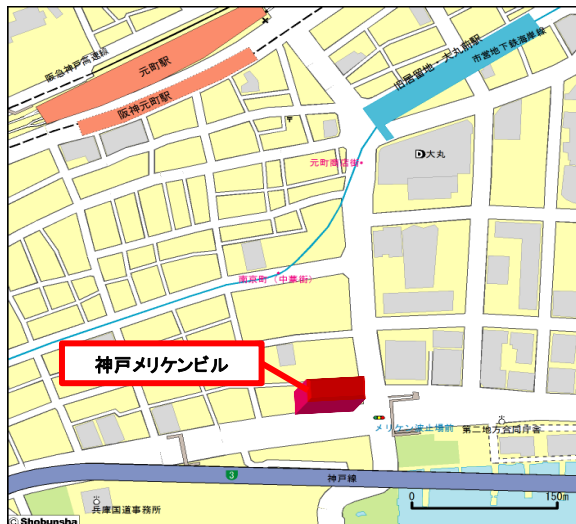 阪急神戸高速線
元町駅
阪神元町駅
旧居留地・大丸前駅
市営地下鉄海岸線
元町商店街
大丸
南京町(中華街)
神戸メリケンビル
メリケン波止場前
第二地方合同庁舎
3
神戸線
兵庫国道事務所
0
150m
© Shobunsha